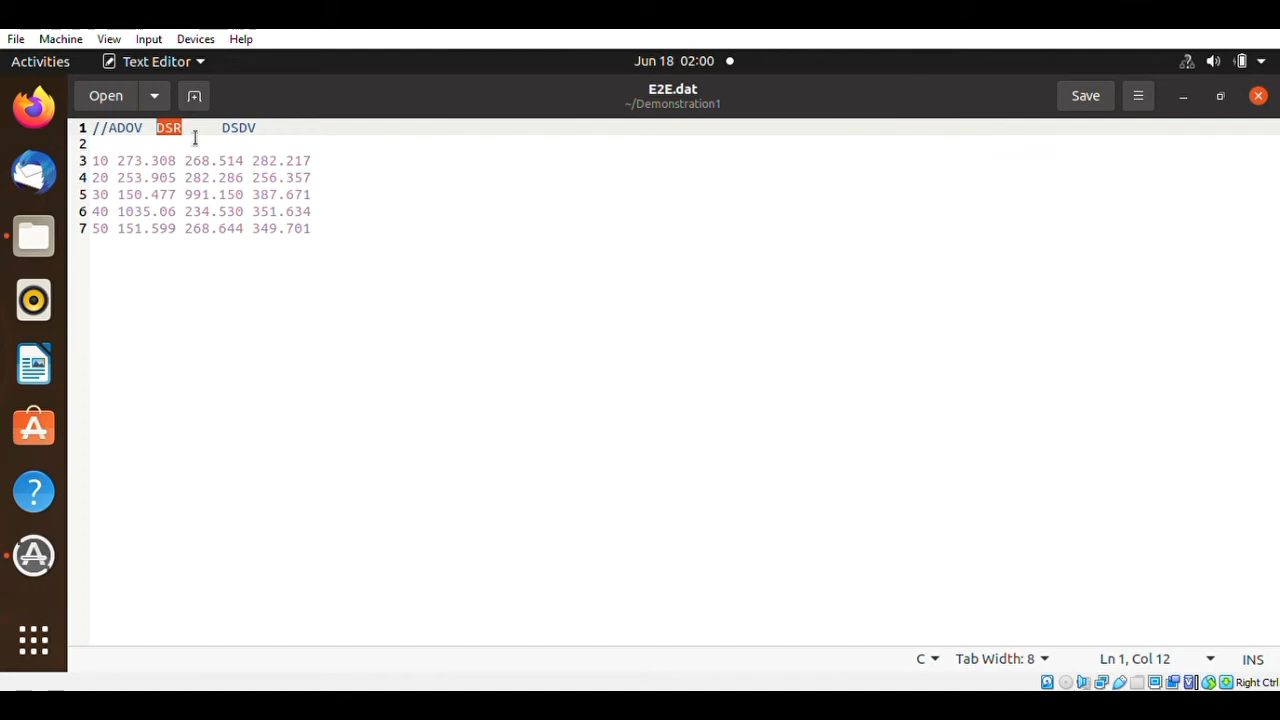 File Machine View Input Devices Help
Activities Text Editor Jun 18 02:00
Open E2E.dat Save
~/Demonstration1
1 //ADOV DSR DSDV
2
3 10 273.308 268.514 282.217
4 20 253.905 282.286 256.357
5 30 150.477 991.150 387.671
6 40 1035.06 234.530 351.634
7 50 151.599 268.644 349.701
C Tab Width: 8 Ln 1, Col 12 INS
Right Ctrl